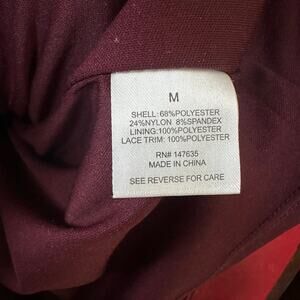 M
SHELL:68%POLYESTER
24%NYLON 8%SPANDEX
LINING:100%POLYESTER
LACE TRIM: 100%POLYESTER
RN# 147635
MADE IN CHINA
SEE REVERSE FOR CARE